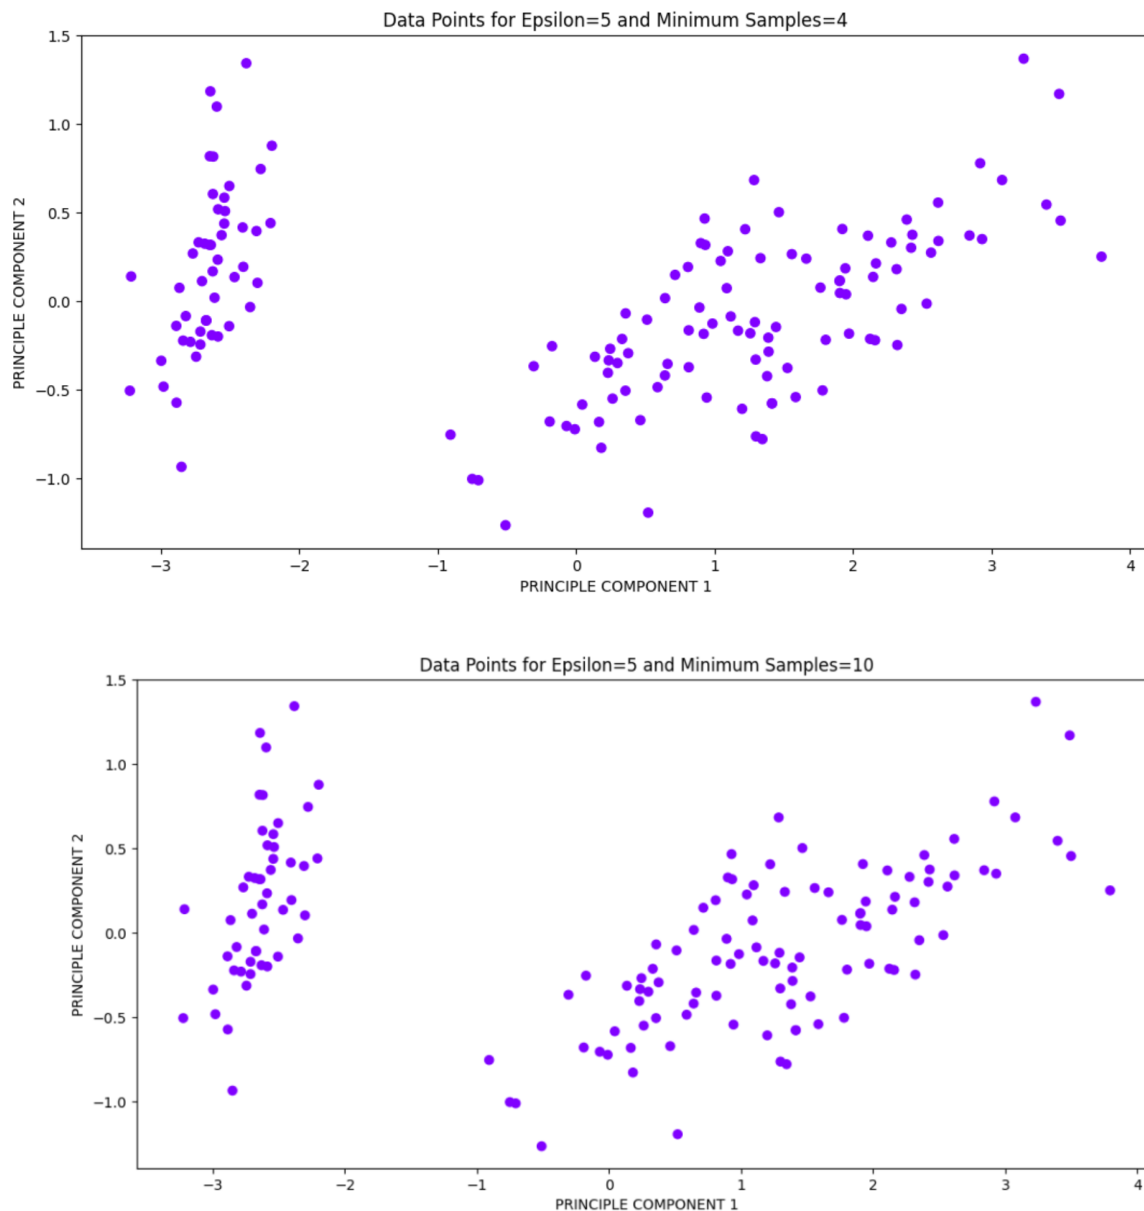 Data Points for Epsilon=5 and Minimum Samples=4
1.5
1.0
0.5
0.0
−0.5
−1.0
PRINCIPLE COMPONENT 2
−3 −2 −1 0 1 2 3 4
PRINCIPLE COMPONENT 1
Data Points for Epsilon=5 and Minimum Samples=10
1.5
1.0
0.5
0.0
−0.5
−1.0
PRINCIPLE COMPONENT 2
−3 −2 −1 0 1 2 3 4
PRINCIPLE COMPONENT 1